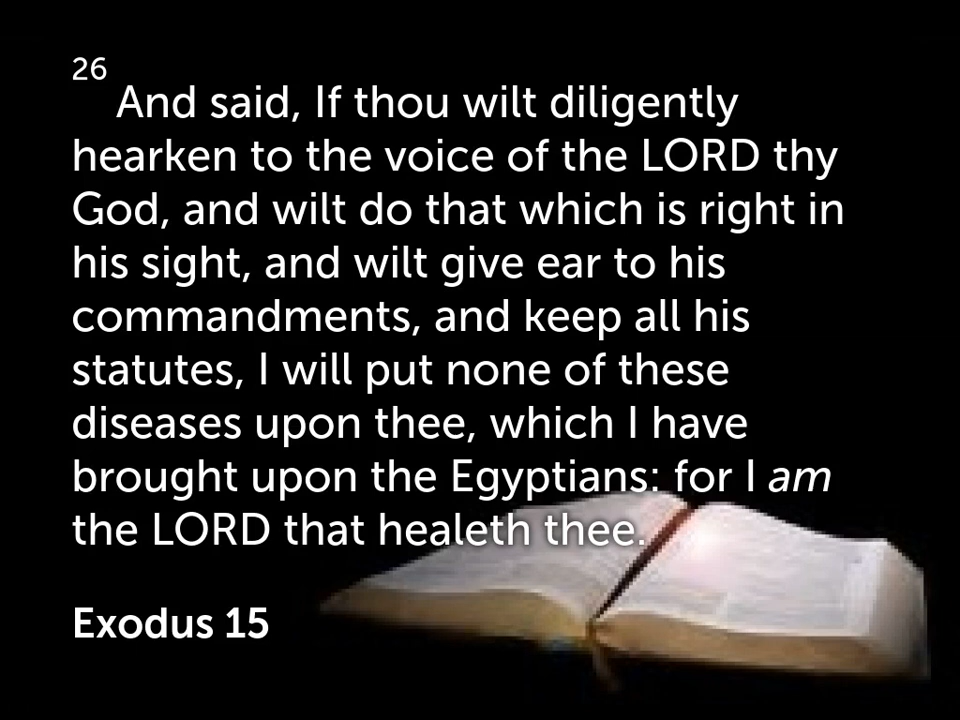 26
And said, If thou wilt diligently
hearken to the voice of the LORD thy
God, and wilt do that which is right in
his sight, and wilt give ear to his
commandments, and keep all his
statutes, I will put none of these
diseases upon thee, which I have
brought upon the Egyptians: for I am
the LORD that healeth thee.
Exodus 15